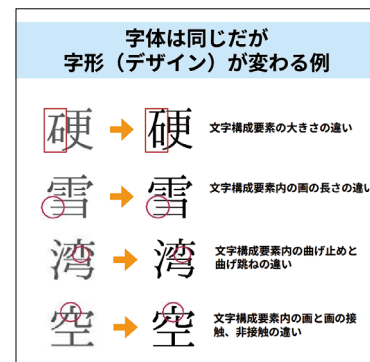 字体は同じだが
字形（デザイン）が変わる例
硬 硬 文字構成要素の大きさの違い
雪 雪 文字構成要素内の画の長さの違い
湾 湾 文字構成要素内の曲げ止めと
曲げ跳ねの違い
空 空 文字構成要素内の画と画の接
触、非接触の違い